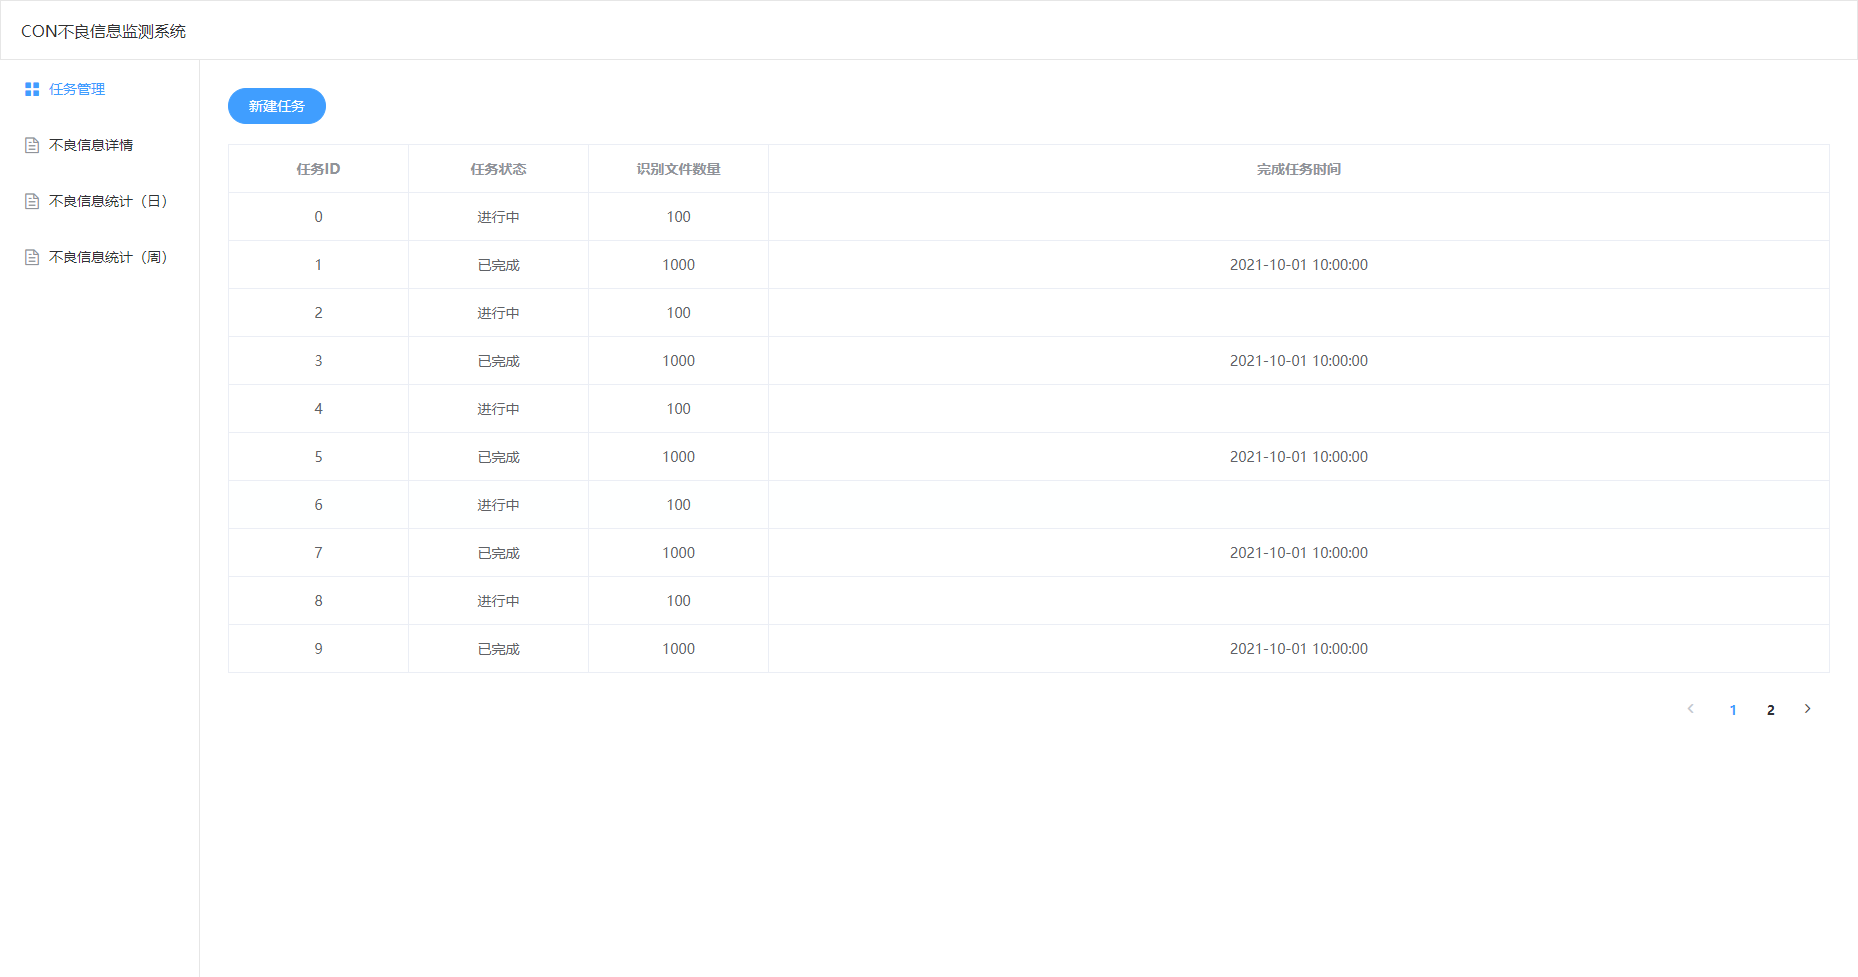 CON不良信息监测系统
任务管理
不良信息详情
不良信息统计（日）
不良信息统计（周）
新建任务
任务ID 任务状态 识别文件数量 完成任务时间
0 进行中 100
1 已完成 1000 2021-10-01 10:00:00
2 进行中 100
3 已完成 1000 2021-10-01 10:00:00
4 进行中 100
5 已完成 1000 2021-10-01 10:00:00
6 进行中 100
7 已完成 1000 2021-10-01 10:00:00
8 进行中 100
9 已完成 1000 2021-10-01 10:00:00
1 2